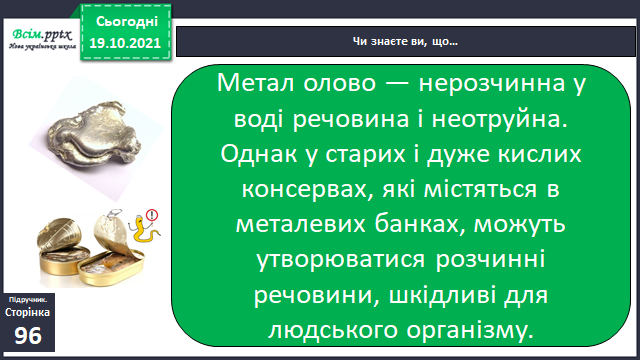 Всім.pptx
Нова українська школа
Сьогодні
19.10.2021
Чи знаєте ви, що…
Метал олово — нерозчинна у
воді речовина і неотруйна.
Однак у старих і дуже кислих
консервах, які містяться в
металевих банках, можуть
утворюватися розчинні
речовини, шкідливі для
людського організму.
Підручник.
Сторінка
96